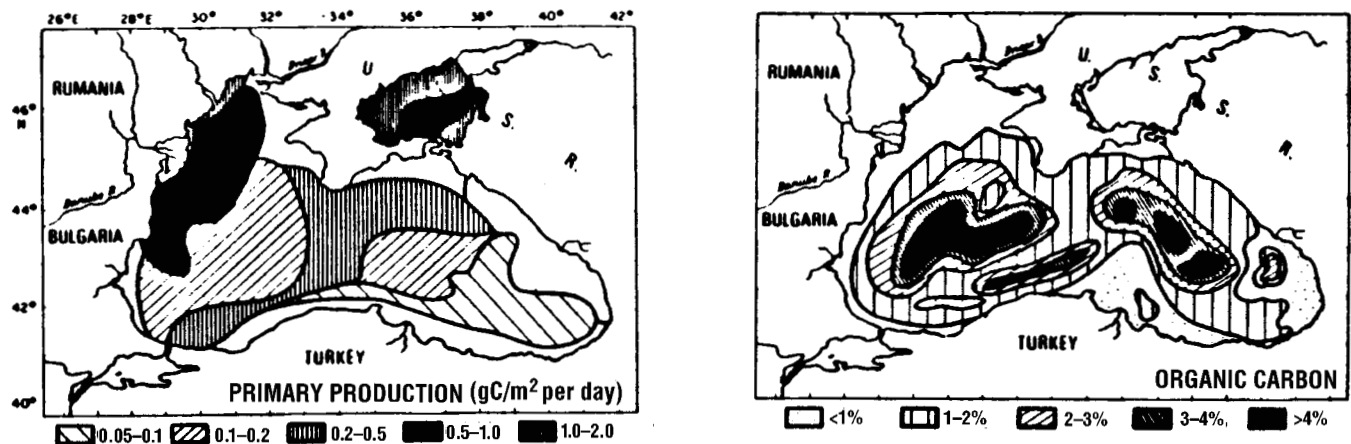 26°E 28°E 30° 32° 34° 36° 38° 40° 42°
RUMANIA
Dneper R.
U
S.
S.
R.
46°
N
Danube R.
44°
BULGARIA
42°
TURKEY
40°
PRIMARY PRODUCTION (gC/m² per day)
0.05–0.1 0.1–0.2 0.2–0.5 0.5–1.0 1.0–2.0
RUMANIA
U.
S.
S.
R.
Danube R.
BULGARIA
TURKEY
ORGANIC CARBON
<1% 1–2% 2–3% 3–4% >4%